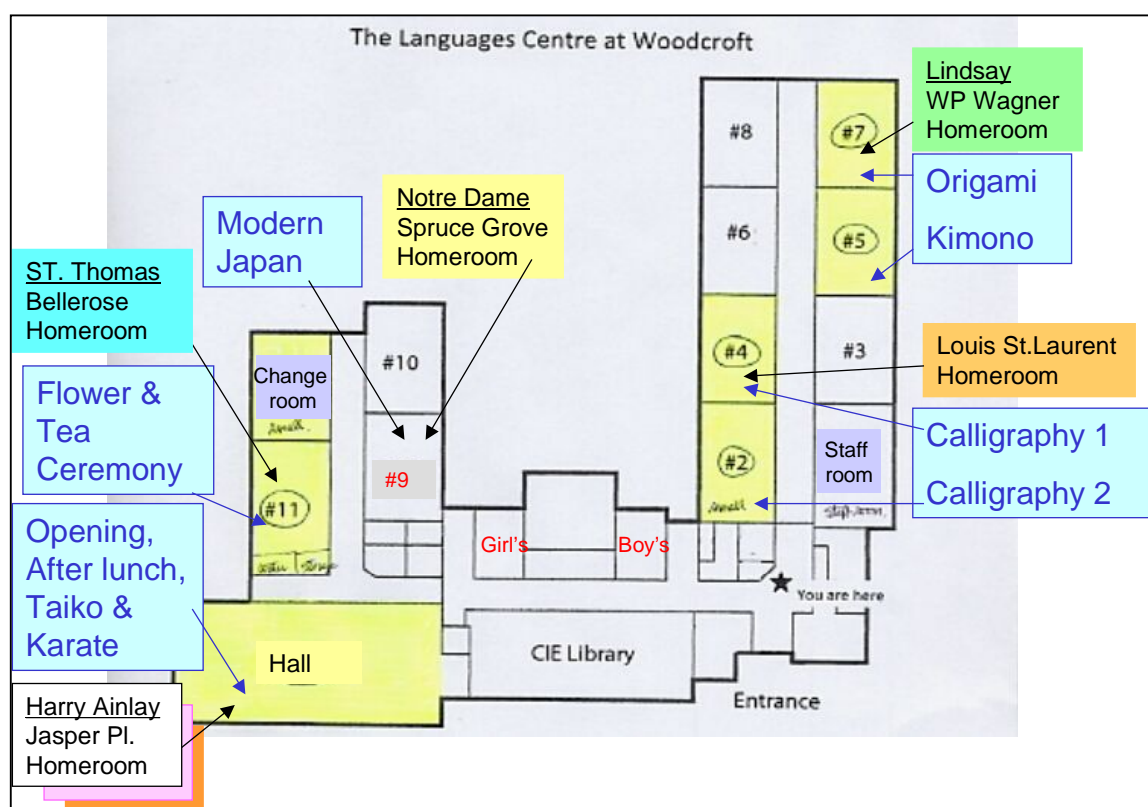 The Languages Centre at Woodcroft
Lindsay
WP Wagner
Homeroom
#8
#7
Origami
Kimono
Notre Dame
Spruce Grove
Homeroom
Modern
Japan
#6
#5
ST. Thomas
Bellerose
Homeroom
#10
#4
#3
Louis St.Laurent
Homeroom
Change
room
small
Flower &
Tea
Ceremony
Calligraphy 1
Calligraphy 2
#9
#2
small
Staff
room
#11
Opening,
After lunch,
Taiko &
Karate
Girl's
Boy's
You are here
Hall
CIE Library
Entrance
Harry Ainlay
Jasper Pl.
Homeroom